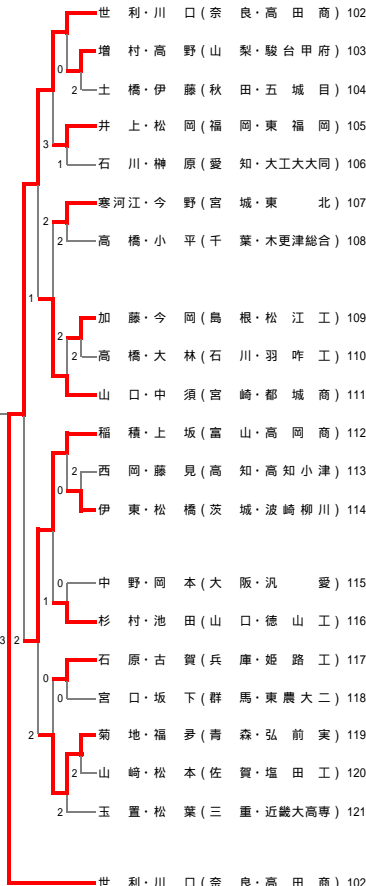 世利・川口(奈良・高田商) 102
増村・高野(山梨・駿台甲府) 103
0
2
土橋・伊藤(秋田・五城目) 104
井上・松岡(福岡・東福岡) 105
3
1
石川・榊原(愛知・大工大大同) 106
寒河江・今野(宮城・東北) 107
2
2
高橋・小平(千葉・木更津総合) 108
1
加藤・今岡(島根・松江工) 109
2
2
高橋・大林(石川・羽咋工) 110
山口・中須(宮崎・都城商) 111
稲積・上坂(富山・高岡商) 112
2
西岡・藤見(高知・高知小津) 113
0
伊東・松橋(茨城・波崎柳川) 114
0
中野・岡本(大阪・汎愛) 115
1
杉村・池田(山口・徳山工) 116
3
2
石原・古賀(兵庫・姫路工) 117
0
0
宮口・坂下(群馬・東農大二) 118
2
菊地・福夛(青森・弘前実) 119
2
山﨑・松本(佐賀・塩田工) 120
2
玉置・松葉(三重・近畿大高専) 121
世利・川口(奈良・高田商) 102